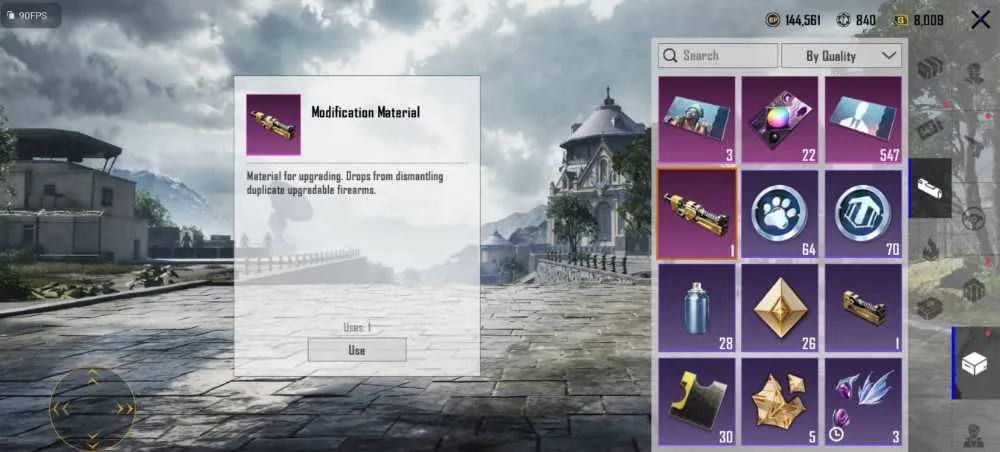 90FPS
BP 144,561 840 G 8,009
Search
By Quality
Modification Material
Material for upgrading. Drops from dismantling
duplicate upgradable firearms.
Uses: 1
Use
3 22 547
1 64 70
28 26 1
30 5 3